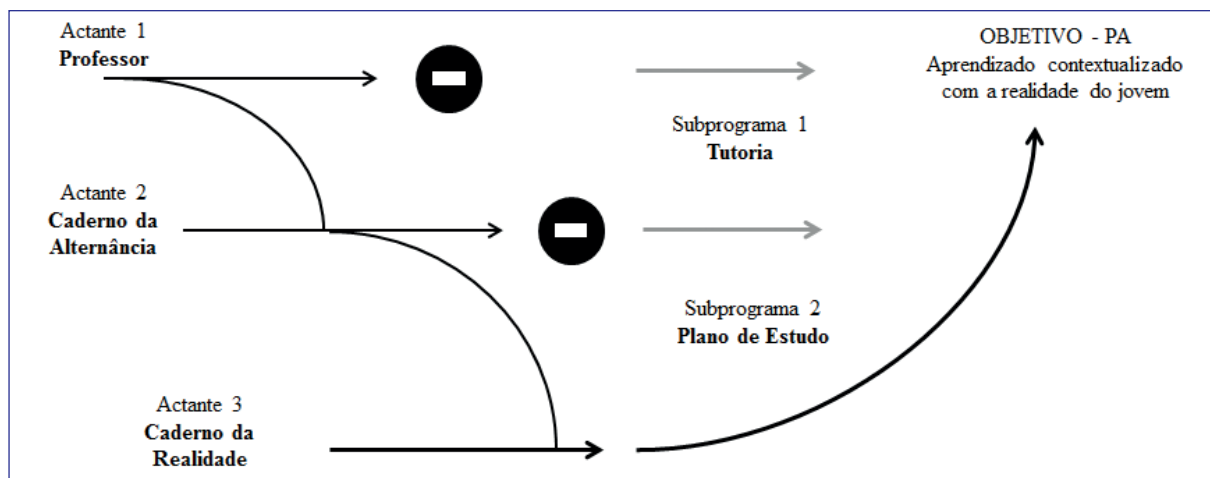 Actante 1
Professor
OBJETIVO - PA
Aprendizado contextualizado
com a realidade do jovem
Subprograma 1
Tutoria
Actante 2
Caderno da
Alternância
Subprograma 2
Plano de Estudo
Actante 3
Caderno da
Realidade